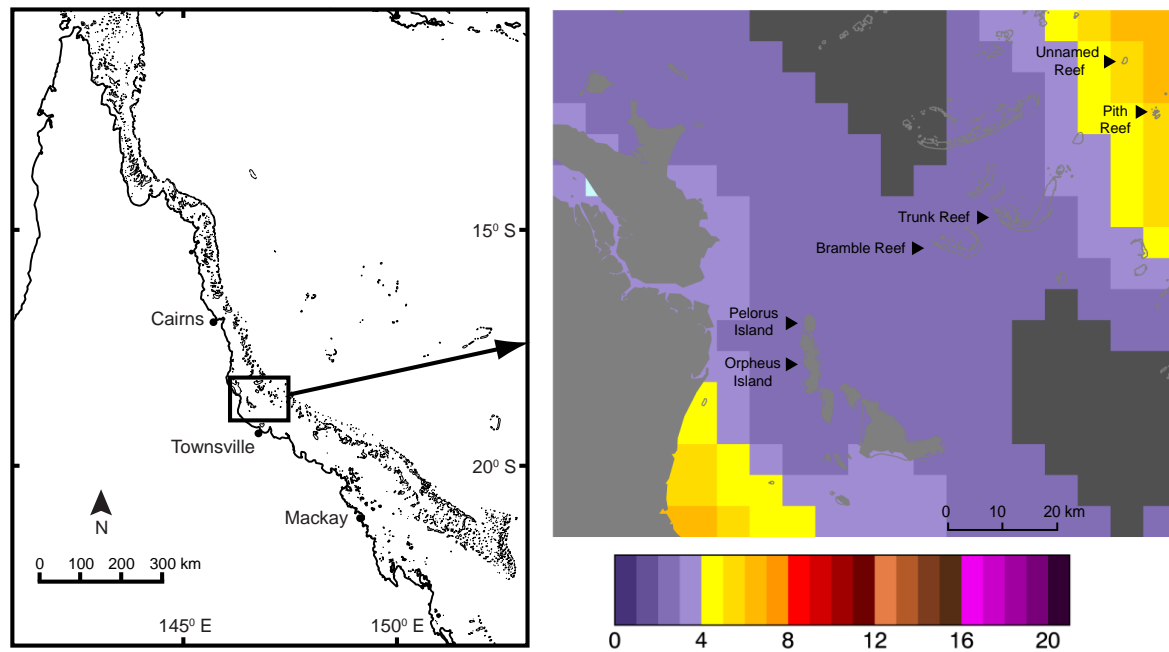 15⁰ S
Cairns
Townsville
20⁰ S
Mackay
N
0 100 200 300 km
145⁰ E
150⁰ E
Unnamed
Reef
Pith
Reef
Trunk Reef
Bramble Reef
Pelorus
Island
Orpheus
Island
0 10 20 km
0 4 8 12 16 20